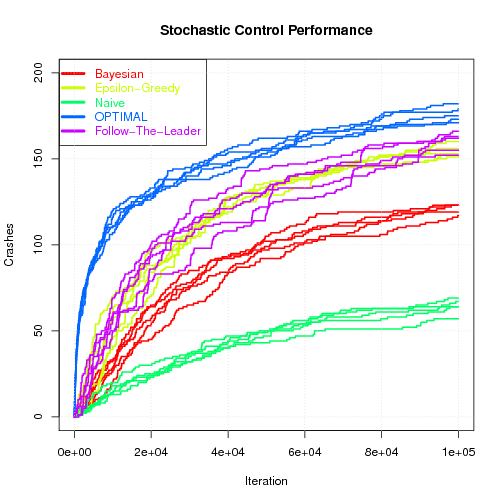 Stochastic Control Performance
Bayesian
Epsilon−Greedy
Naive
OPTIMAL
Follow−The−Leader
Crashes
200
150
100
50
0
0e+00 2e+04 4e+04 6e+04 8e+04 1e+05
Iteration